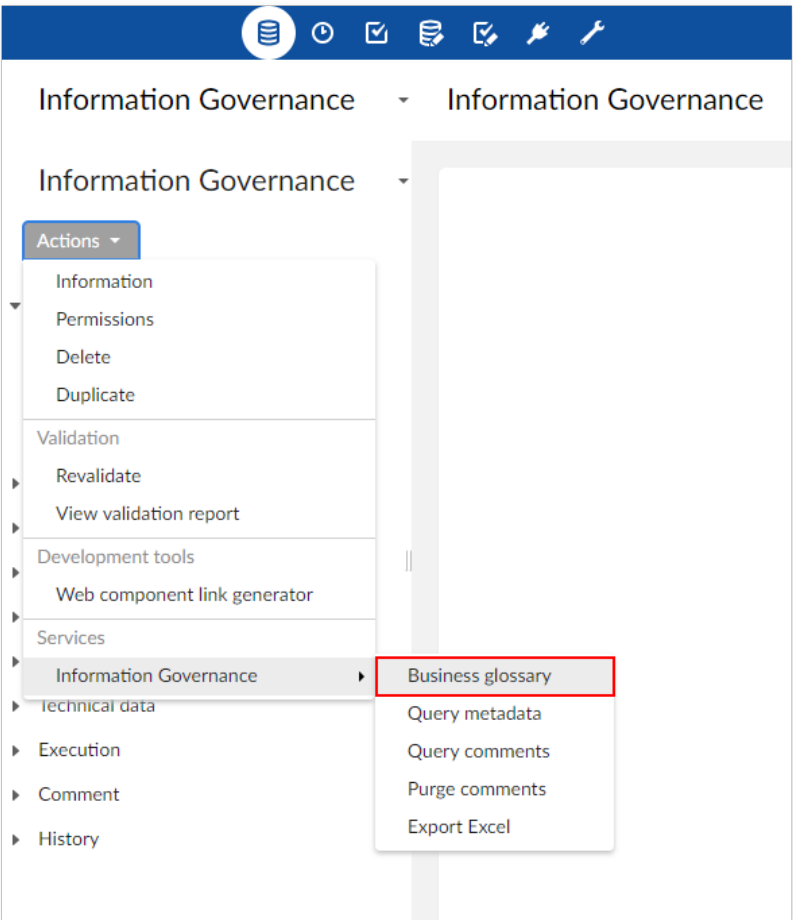 Information Governance
Information Governance
Information Governance
Actions
Information
Permissions
Delete
Duplicate
Validation
Revalidate
View validation report
Development tools
Web component link generator
Services
Information Governance
Business glossary
Query metadata
Query comments
Purge comments
Export Excel
Technical data
Execution
Comment
History